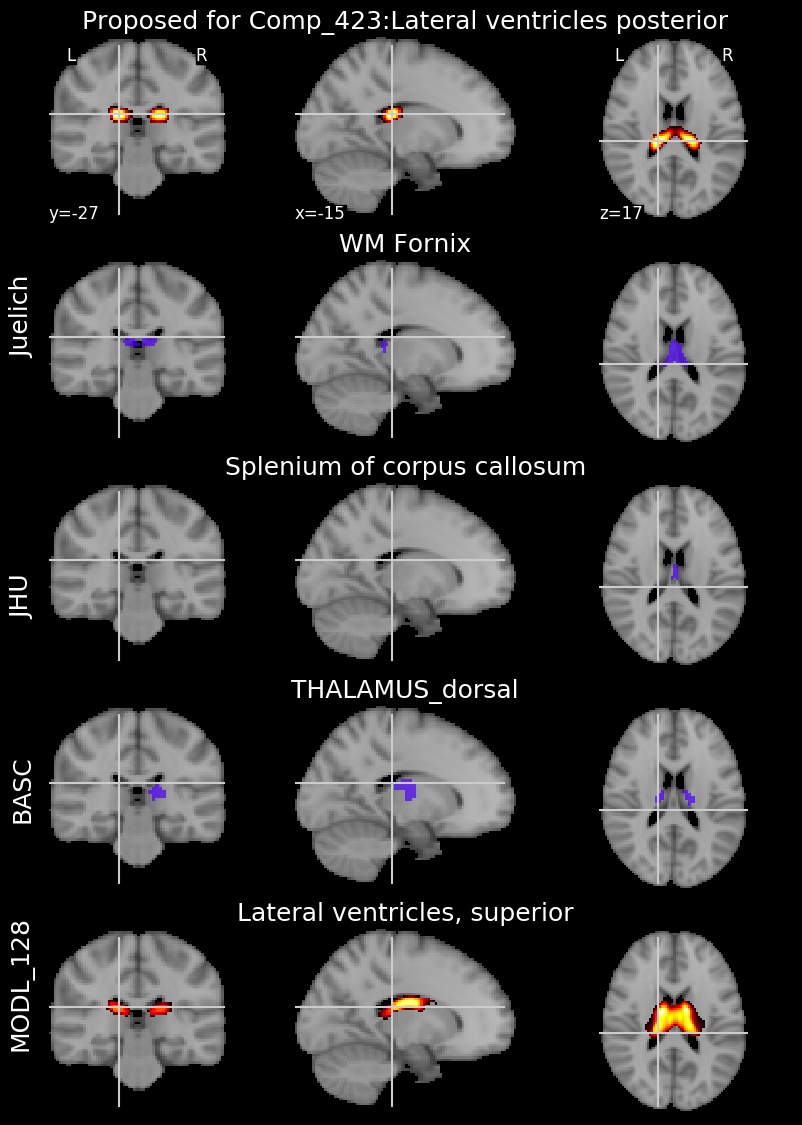 Proposed for Comp_423:Lateral ventricles posterior
L R L R
y=-27 x=-15 z=17
WM Fornix
Juelich
Splenium of corpus callosum
JHU
THALAMUS_dorsal
BASC
Lateral ventricles, superior
MODL_128